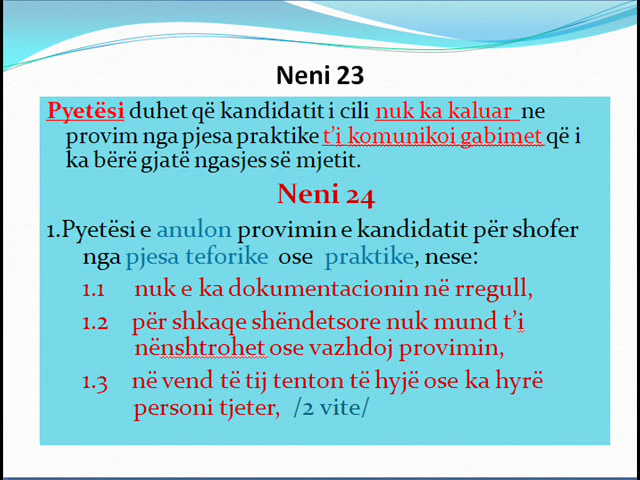 Neni 23
Pyetësi duhet që kandidatit i cili nuk ka kaluar ne
provim nga pjesa praktike t'i komunikoi gabimet që i
ka bërë gjatë ngasjes së mjetit.
Neni 24
1.Pyetësi e anulon provimin e kandidatit për shofer
nga pjesa teforike ose praktike, nese:
1.1 nuk e ka dokumentacionin në rregull,
1.2 për shkaqe shëndetsore nuk mund t'i
nënshtrohet ose vazhdoj provimin,
1.3 në vend të tij tenton të hyjë ose ka hyrë
personi tjeter, /2 vite/